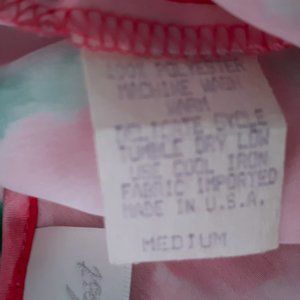 100% POLYESTER
MACHINE WASH
WARM
DELICATE CYCLE
TUMBLE DRY LOW
USE COOL IRON
FABRIC IMPORTED
MADE IN U.S.A.
MEDIUM